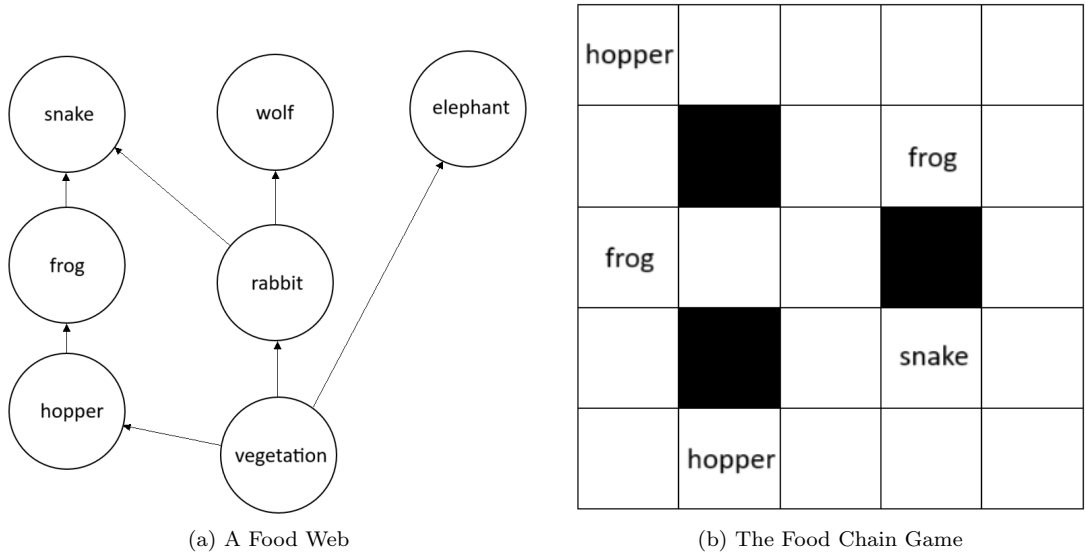 snake
wolf
elephant
frog
rabbit
hopper
vegetation
(a) A Food Web
hopper
frog
frog
snake
hopper
(b) The Food Chain Game